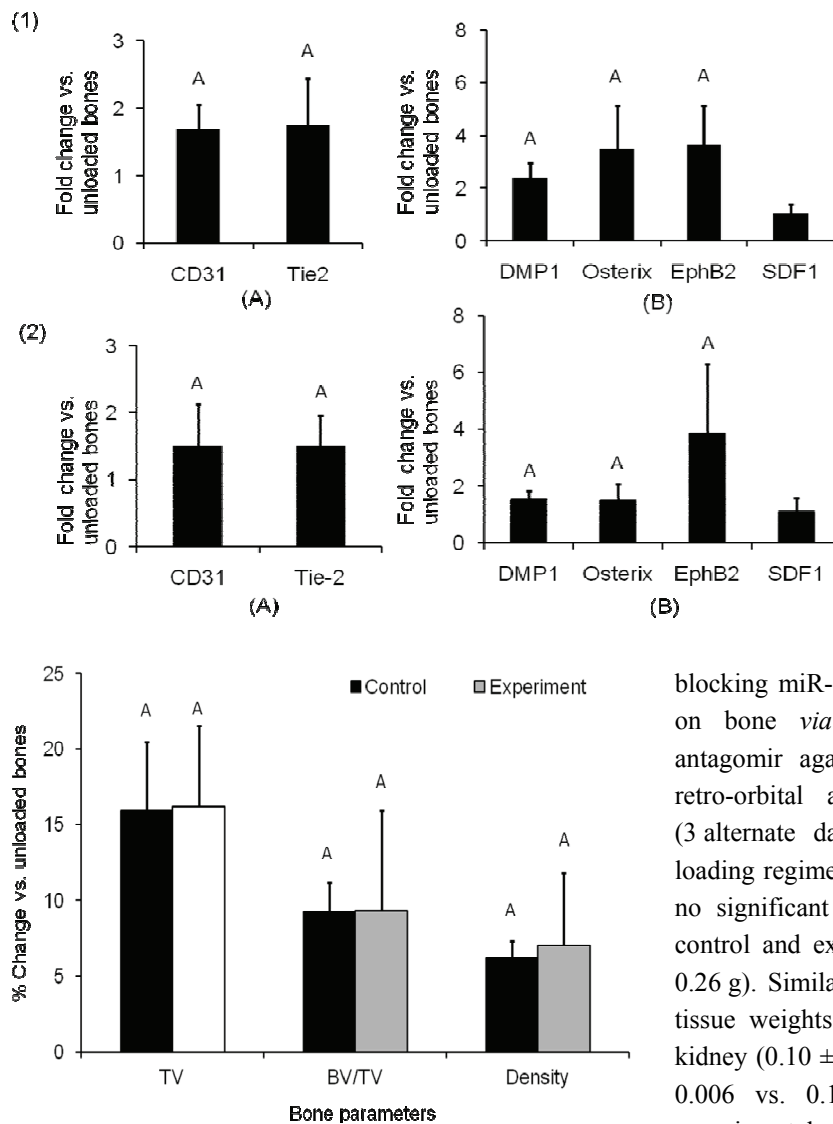 (1)
3
2
1
0
Fold change vs.
unloaded bones
A
A
CD31
Tie2
(A)
8
6
4
2
0
Fold change vs.
unloaded bones
A
A
A
DMP1
Osterix
EphB2
SDF1
(B)
(2)
3
2
1
0
Fold change vs.
unloaded bones
A
A
CD31
Tie-2
(A)
8
6
4
2
0
Fold change vs.
unloaded bones
A
A
A
DMP1
Osterix
EphB2
SDF1
(B)
25
20
15
10
5
0
% Change vs. unloaded bones
Control
Experiment
A
A
A
A
A
A
TV
BV/TV
Density
Bone parameters
blocking miR-
on bone via
antagomir aga
retro-orbital a
(3 alternate da
loading regime
no significant
control and ex
0.26 g). Simila
tissue weights
kidney (0.10 ±
0.006 vs. 0.1